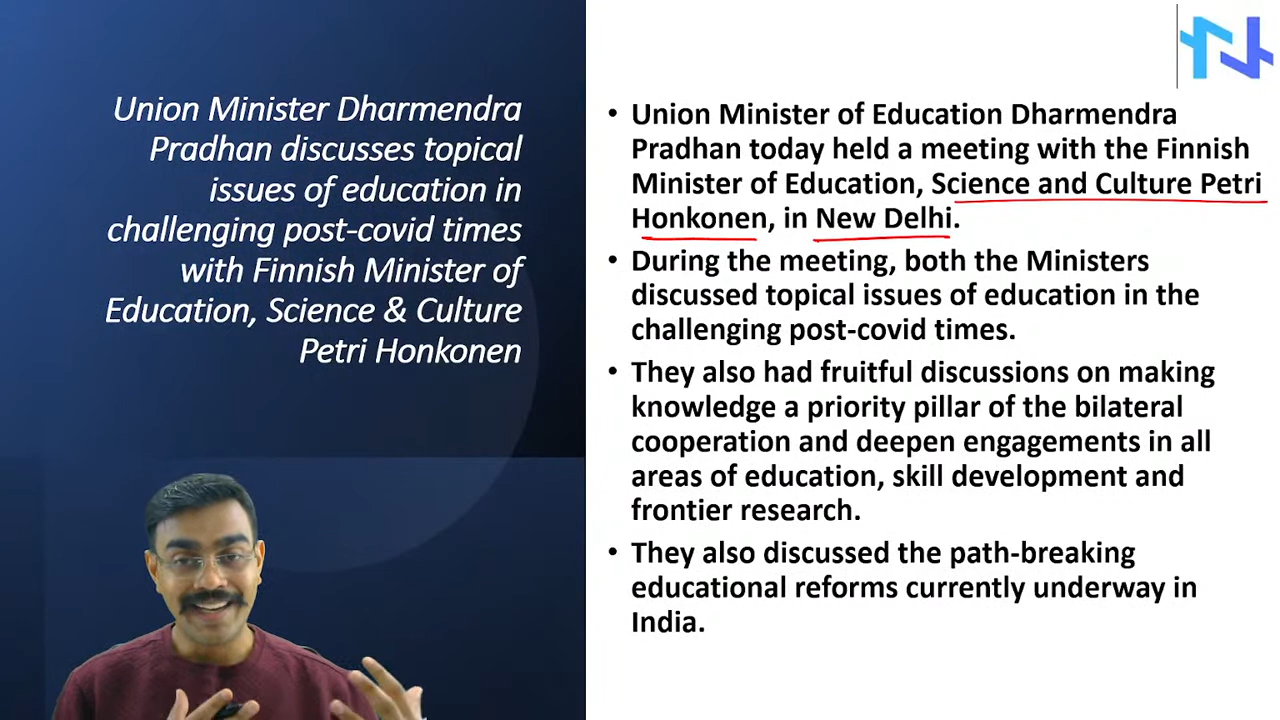 Union Minister Dharmendra
Pradhan discusses topical
issues of education in
challenging post-covid times
with Finnish Minister of
Education, Science & Culture
Petri Honkonen
• Union Minister of Education Dharmendra
Pradhan today held a meeting with the Finnish
Minister of Education, Science and Culture Petri
Honkonen, in New Delhi.
• During the meeting, both the Ministers
discussed topical issues of education in the
challenging post-covid times.
• They also had fruitful discussions on making
knowledge a priority pillar of the bilateral
cooperation and deepen engagements in all
areas of education, skill development and
frontier research.
• They also discussed the path-breaking
educational reforms currently underway in
India.